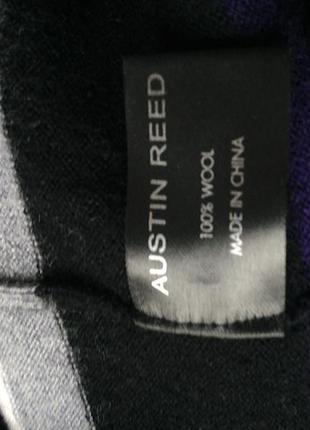 AUSTIN REED
100% WOOL
MADE IN CHINA